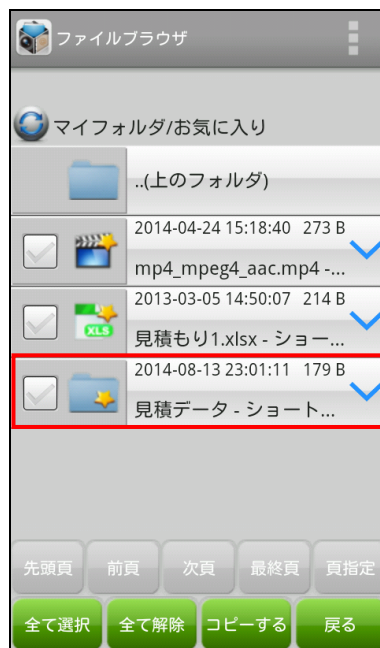 ファイルブラウザ
マイフォルダ/お気に入り
..(上のフォルダ)
2014-04-24 15:18:40 273 B
mp4_mpeg4_aac.mp4 -...
2013-03-05 14:50:07 214 B
XLS
見積もり1.xlsx - ショー...
2014-08-13 23:01:11 179 B
見積データ - ショート...
先頭頁 前頁 次頁 最終頁 頁指定
全て選択 全て解除 コピーする 戻る